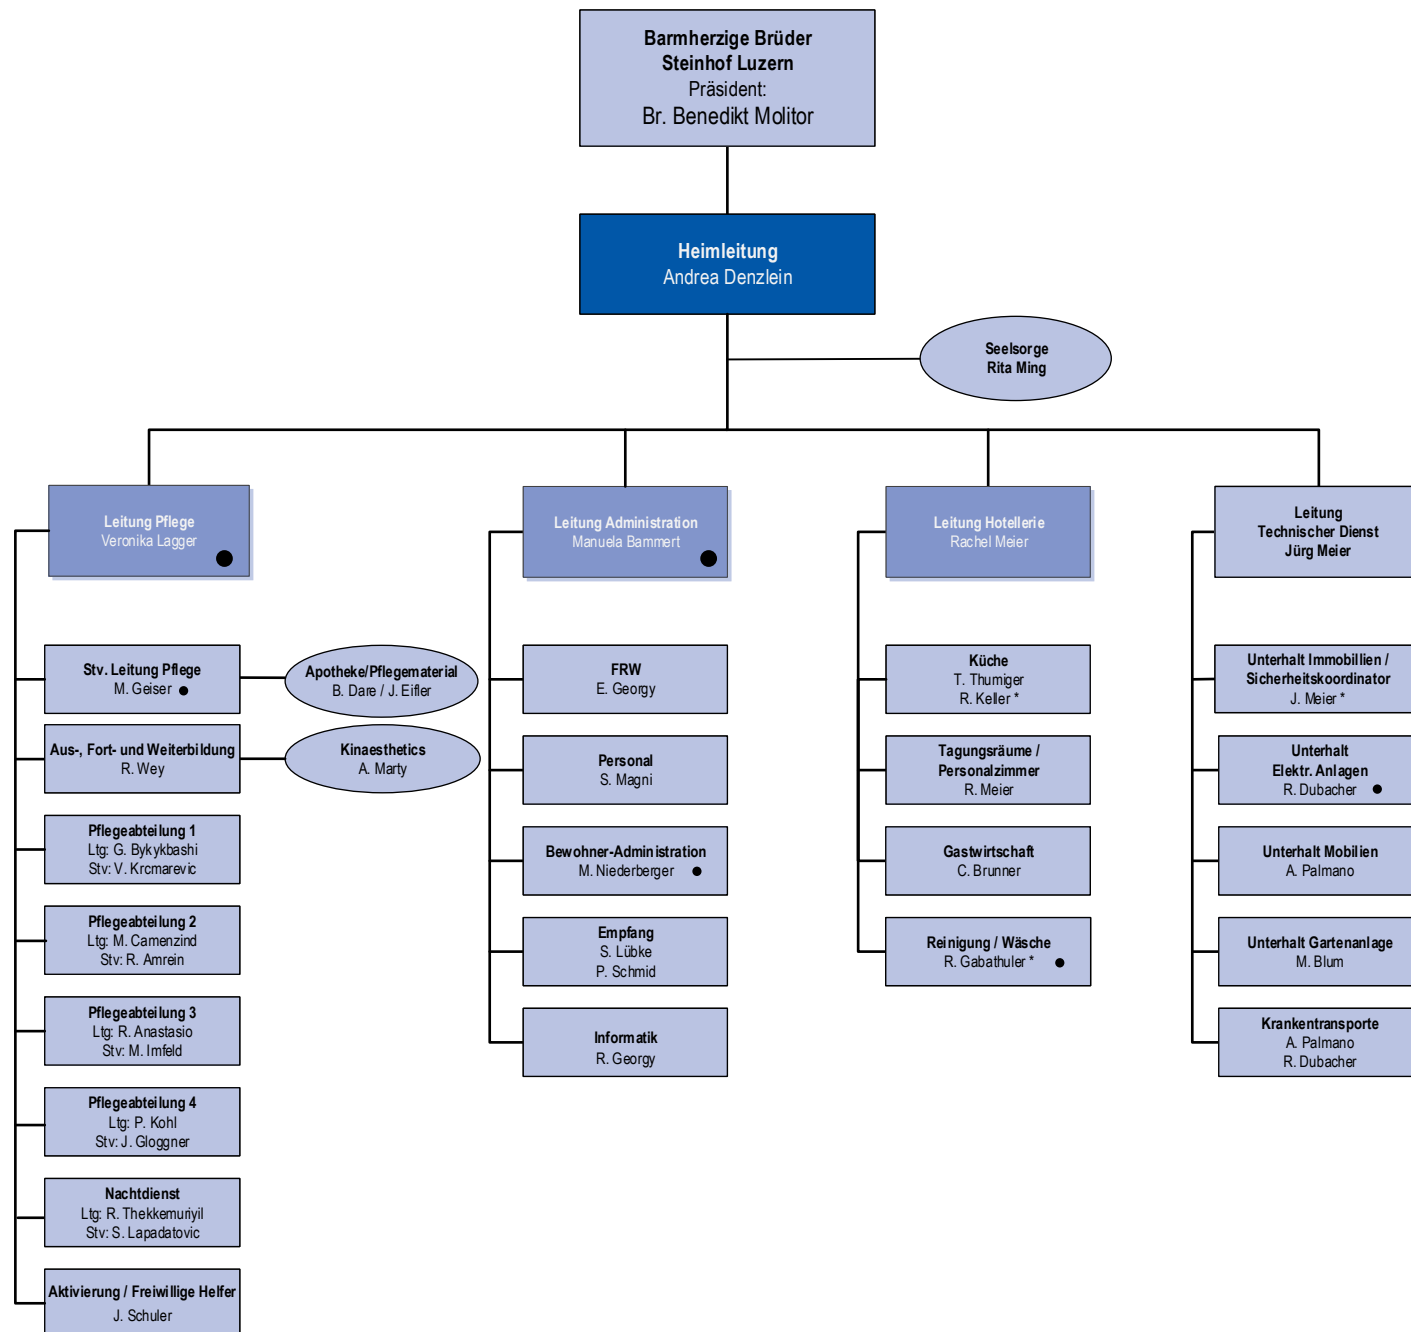 Barmherzige Brüder
Steinhof Luzern
Präsident:
Br. Benedikt Molitor
Heimleitung
Andrea Denzlein
Seelsorge
Rita Ming
Leitung Pflege
Veronika Lagger
Leitung Administration
Manuela Bammert
Leitung Hotellerie
Rachel Meier
Leitung
Technischer Dienst
Jürg Meier
Stv. Leitung Pflege
M. Geiser
Apotheke/Pflegematerial
B. Dare / J. Eifler
Aus-, Fort- und Weiterbildung
R. Wey
Kinaesthetics
A. Marty
Pflegeabteilung 1
Ltg: G. Bykykbashi
Stv: V. Krcmarevic
Pflegeabteilung 2
Ltg: M. Camenzind
Stv: R. Amrein
Pflegeabteilung 3
Ltg: R. Anastasio
Stv: M. Imfeld
Pflegeabteilung 4
Ltg: P. Kohl
Stv: J. Gloggner
Nachtdienst
Ltg: R. Thekkemuriyil
Stv: S. Lapadatovic
Aktivierung / Freiwillige Helfer
J. Schuler
FRW
E. Georgy
Personal
S. Magni
Bewohner-Administration
M. Niederberger
Empfang
S. Lübke
P. Schmid
Informatik
R. Georgy
Küche
T. Thumiger
R. Keller *
Tagungsräume /
Personalzimmer
R. Meier
Gastwirtschaft
C. Brunner
Reinigung / Wäsche
R. Gabathuler *
Unterhalt Immobillien /
Sicherheitskoordinator
J. Meier *
Unterhalt
Elektr. Anlagen
R. Dubacher
Unterhalt Mobilien
A. Palmano
Unterhalt Gartenanlage
M. Blum
Krankentransporte
A. Palmano
R. Dubacher